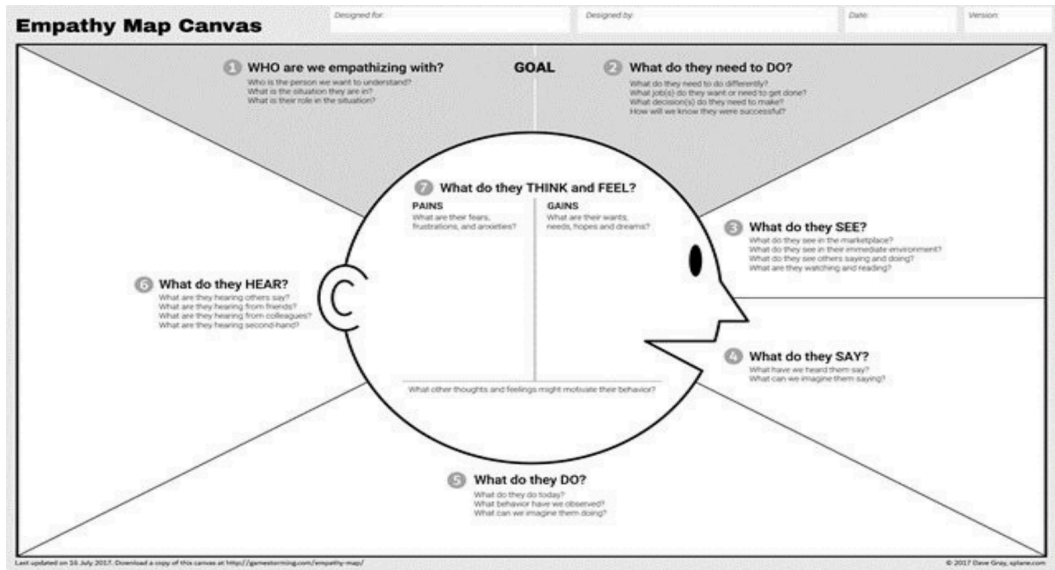 Empathy Map Canvas
Designed for:
Designed by:
Date:
Version:
GOAL
1 WHO are we empathizing with?
Who is the person we want to understand?
What is the situation they are in?
What is their role in the situation?
2 What do they need to DO?
What do they need to do differently?
What job(s) do they want or need to get done?
What decision(s) do they need to make?
How will we know they were successful?
3 What do they SEE?
What do they see in the marketplace?
What do they see in their immediate environment?
What do they see others saying and doing?
What are they watching and reading?
4 What do they SAY?
What have we heard them say?
What can we imagine them saying?
5 What do they DO?
What do they do today?
What behavior have we observed?
What can we imagine them doing?
6 What do they HEAR?
What are they hearing others say?
What are they hearing from friends?
What are they hearing from colleagues?
What are they hearing second-hand?
7 What do they THINK and FEEL?
PAINS
What are their fears,
frustrations, and anxieties?
GAINS
What are their wants,
needs, hopes and dreams?
What other thoughts and feelings might motivate their behavior?
Last updated on 16 July 2017. Download a copy of this canvas at http://gamestorming.com/empathy-map/
© 2017 Dave Gray, xplane.com